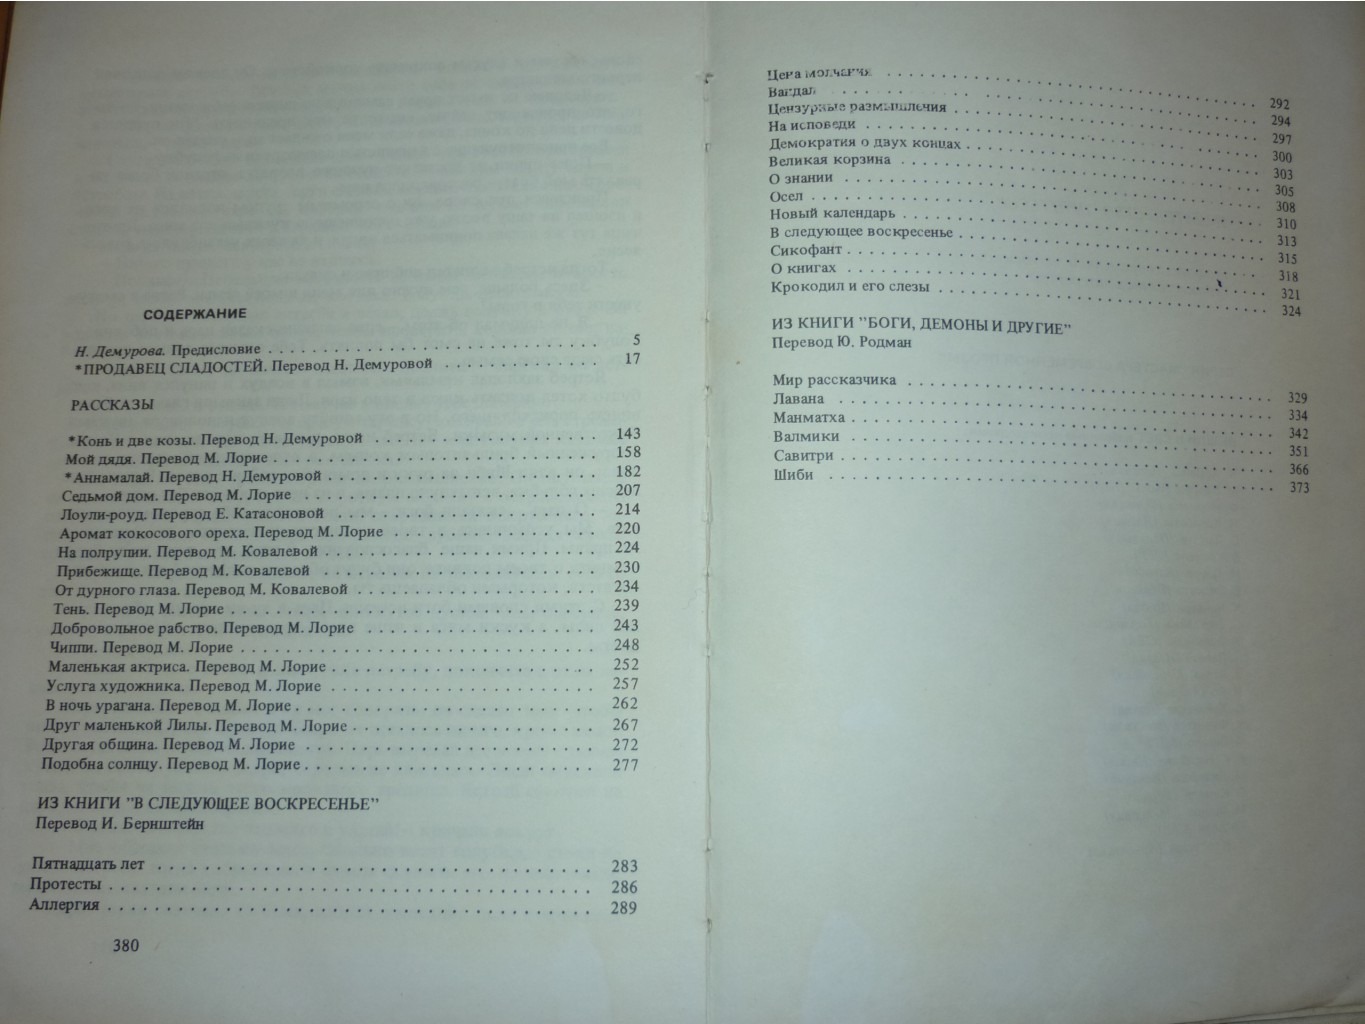 СОДЕРЖАНИЕ
Н. Демурова. Предисловие . . . . . . . . . . . . . . . . . . . . . . . . 5
*ПРОДАВЕЦ СЛАДОСТЕЙ. Перевод Н. Демуровой . . . . . . . . . . . 17
РАССКАЗЫ
*Конь и две козы. Перевод Н. Демуровой . . . . . . . . . . . . . . . . 143
Мой дядя. Перевод М. Лорие . . . . . . . . . . . . . . . . . . . . . . . 158
*Аннамалай. Перевод Н. Демуровой . . . . . . . . . . . . . . . . . . . 182
Седьмой дом. Перевод М. Лорие . . . . . . . . . . . . . . . . . . . . . 207
Лоули-роуд. Перевод Е. Катасоновой . . . . . . . . . . . . . . . . . . 214
Аромат кокосового ореха. Перевод М. Лорие . . . . . . . . . . . . . . 220
На полрупии. Перевод М. Ковалевой . . . . . . . . . . . . . . . . . . . 224
Прибежище. Перевод М. Ковалевой . . . . . . . . . . . . . . . . . . . 230
От дурного глаза. Перевод М. Ковалевой . . . . . . . . . . . . . . . . 234
Тень. Перевод М. Лорие . . . . . . . . . . . . . . . . . . . . . . . . . . 239
Добровольное рабство. Перевод М. Лорие . . . . . . . . . . . . . . . . 243
Чиппи. Перевод М. Лорие . . . . . . . . . . . . . . . . . . . . . . . . . 248
Маленькая актриса. Перевод М. Лорие . . . . . . . . . . . . . . . . . . 252
Услуга художника. Перевод М. Лорие . . . . . . . . . . . . . . . . . . 257
В ночь урагана. Перевод М. Лорие . . . . . . . . . . . . . . . . . . . . 262
Друг маленькой Лилы. Перевод М. Лорие . . . . . . . . . . . . . . . . 267
Другая община. Перевод М. Лорие . . . . . . . . . . . . . . . . . . . . 272
Подобна солнцу. Перевод М. Лорие . . . . . . . . . . . . . . . . . . . . 277
ИЗ КНИГИ "В СЛЕДУЮЩЕЕ ВОСКРЕСЕНЬЕ"
Перевод И. Бернштейн
Пятнадцать лет . . . . . . . . . . . . . . . . . . . . . . . . . . . . . . 283
Протесты . . . . . . . . . . . . . . . . . . . . . . . . . . . . . . . . . 286
Аллергия . . . . . . . . . . . . . . . . . . . . . . . . . . . . . . . . . 289
380
Цена молчания . . . . . . . . . . . . . . . . . . . . . . . . . . . . . . 292
Вандал . . . . . . . . . . . . . . . . . . . . . . . . . . . . . . . . . . 294
Цензурные размышления . . . . . . . . . . . . . . . . . . . . . . . . . 297
На исповеди . . . . . . . . . . . . . . . . . . . . . . . . . . . . . . . 300
Демократия о двух концах . . . . . . . . . . . . . . . . . . . . . . . . 303
Великая корзина . . . . . . . . . . . . . . . . . . . . . . . . . . . . . 305
О знании . . . . . . . . . . . . . . . . . . . . . . . . . . . . . . . . . 308
Осел . . . . . . . . . . . . . . . . . . . . . . . . . . . . . . . . . . . 310
Новый календарь . . . . . . . . . . . . . . . . . . . . . . . . . . . . . 313
В следующее воскресенье . . . . . . . . . . . . . . . . . . . . . . . . 315
Сикофант . . . . . . . . . . . . . . . . . . . . . . . . . . . . . . . . . 318
О книгах . . . . . . . . . . . . . . . . . . . . . . . . . . . . . . . . . 321
Крокодил и его слезы . . . . . . . . . . . . . . . . . . . . . . . . . . 324
ИЗ КНИГИ "БОГИ, ДЕМОНЫ И ДРУГИЕ"
Перевод Ю. Родман
Мир рассказчика . . . . . . . . . . . . . . . . . . . . . . . . . . . . . 329
Лавана . . . . . . . . . . . . . . . . . . . . . . . . . . . . . . . . . . 334
Манматха . . . . . . . . . . . . . . . . . . . . . . . . . . . . . . . . . 342
Валмики . . . . . . . . . . . . . . . . . . . . . . . . . . . . . . . . . 351
Савитри . . . . . . . . . . . . . . . . . . . . . . . . . . . . . . . . . 366
Шиби . . . . . . . . . . . . . . . . . . . . . . . . . . . . . . . . . . . 373